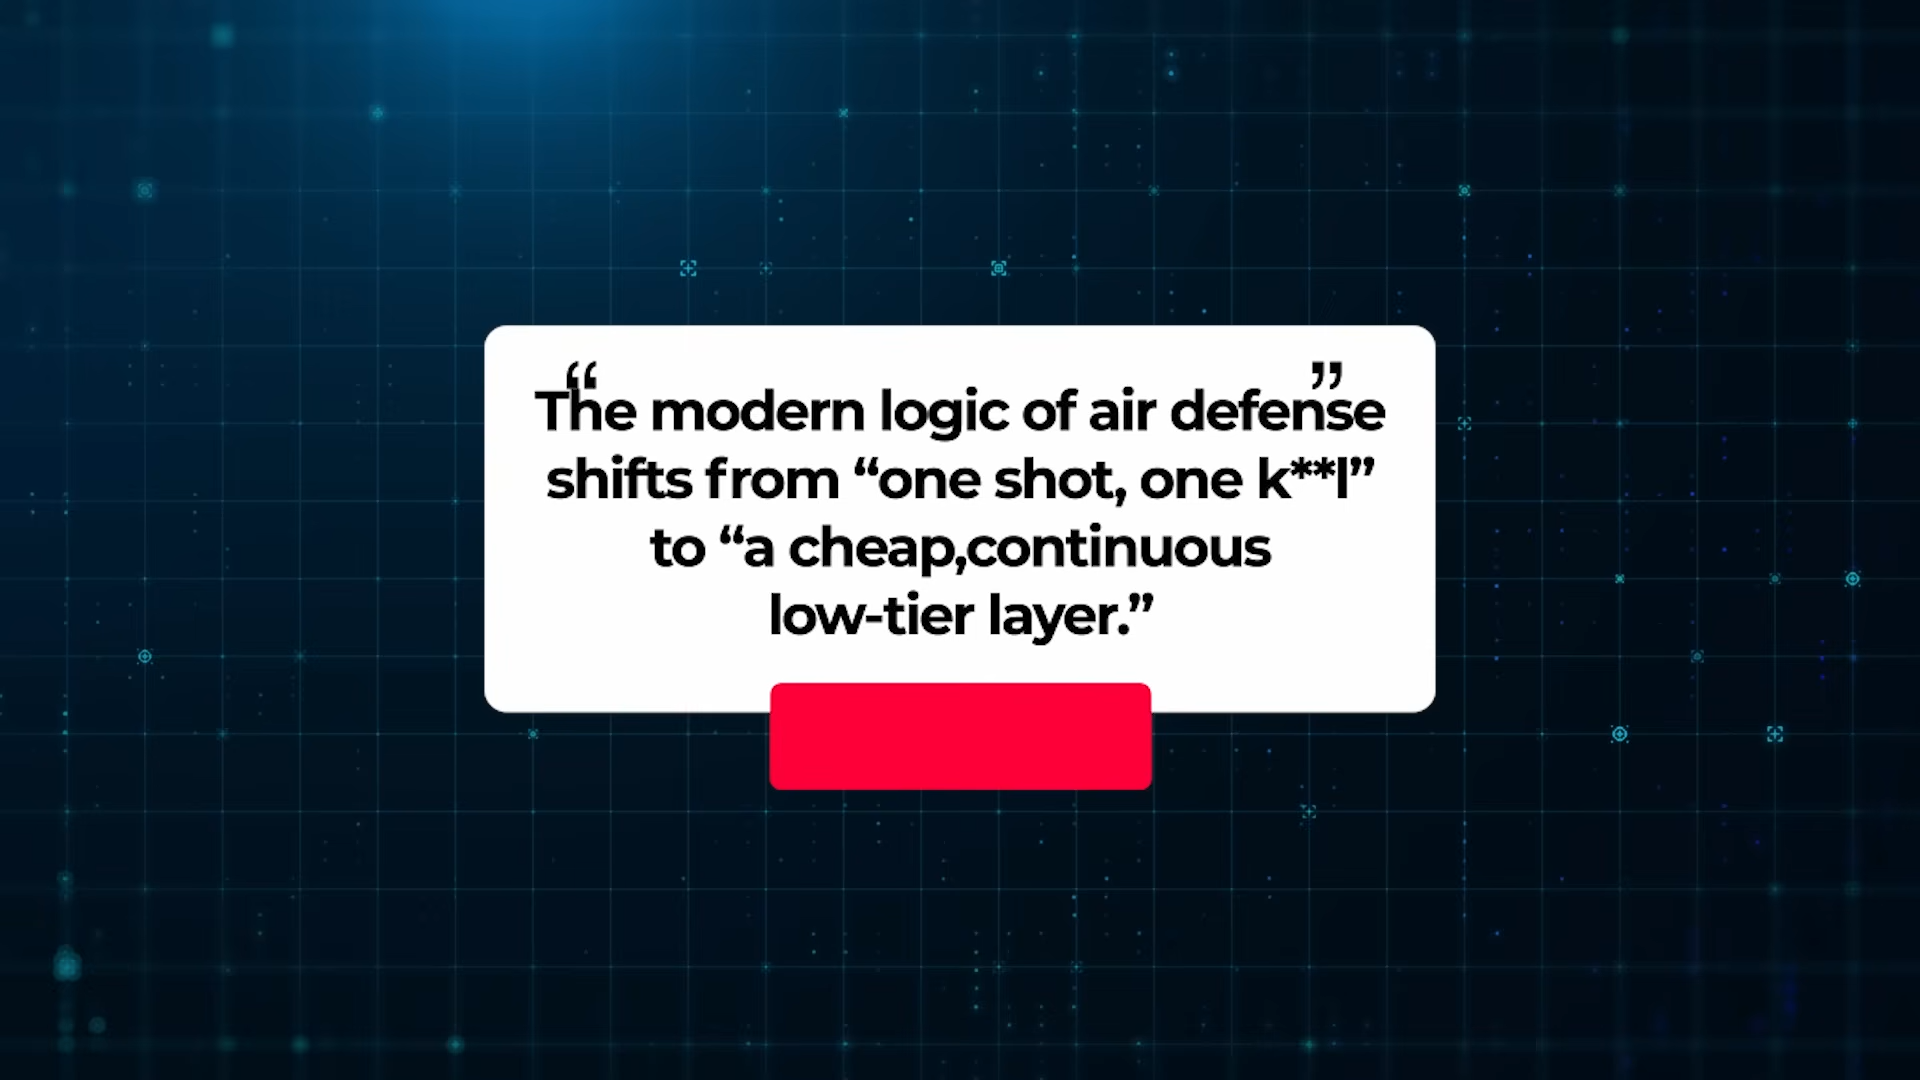 “ ”
The modern logic of air defense
shifts from “one shot, one k**l”
to “a cheap,continuous
low-tier layer.”